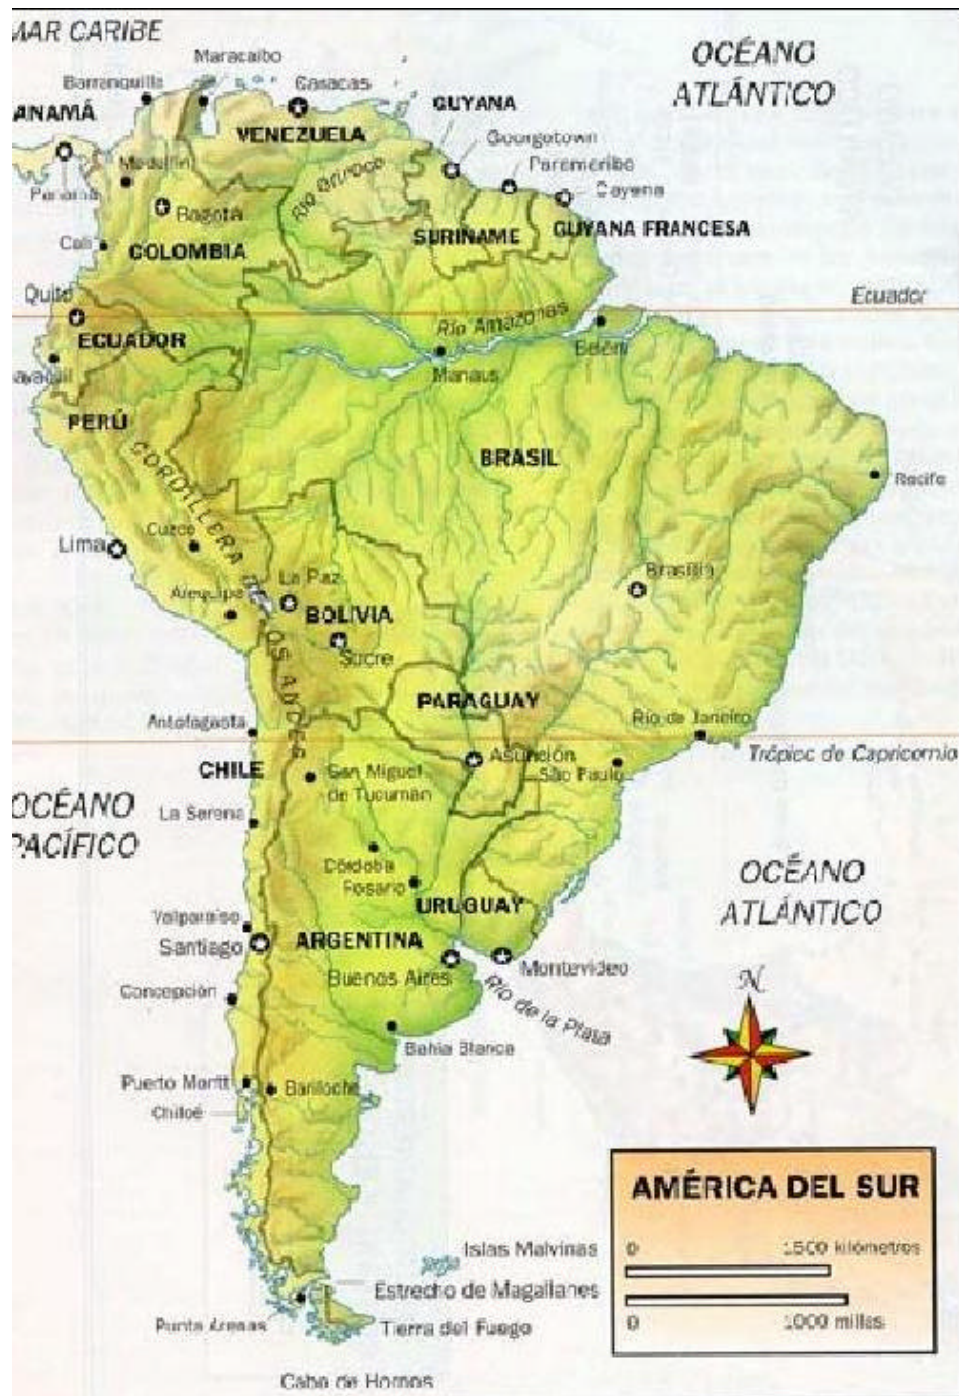 MAR CARIBE
Maracaibo
OCÉANO
ATLÁNTICO
Barranquilla
Caracas
ANAMÁ
GUYANA
VENEZUELA
Georgetown
Medellín
Paramaribo
Río Orinoco
Panamá
Cayena
Bogotá
SURINAME
GUYANA FRANCESA
Cali
COLOMBIA
Quito
Ecuador
Río Amazonas
ECUADOR
Belém
ayaquil
Manaus
PERÚ
BRASIL
CORDILLERA DE LOS ANDES
Recife
Cuzco
Lima
Brasília
La Paz
Arequipa
BOLIVIA
Sucre
PARAGUAY
Antofagasta
Río de Janeiro
Asunción
Trópico de Capricornio
CHILE
San Miguel
de Tucumán
São Paulo
OCÉANO
PACÍFICO
La Serena
Córdoba
Rosario
OCÉANO
ATLÁNTICO
URUGUAY
Valparaíso
Santiago
ARGENTINA
Buenos Aires
Montevideo
Río de la Plata
N
Concepción
Bahía Blanca
Puerto Montt
Bariloche
Chiloé
AMÉRICA DEL SUR
0 1500 kilómetros
0 1000 millas
Islas Malvinas
Estrecho de Magallanes
Punta Arenas
Tierra del Fuego
Cabo de Hornos